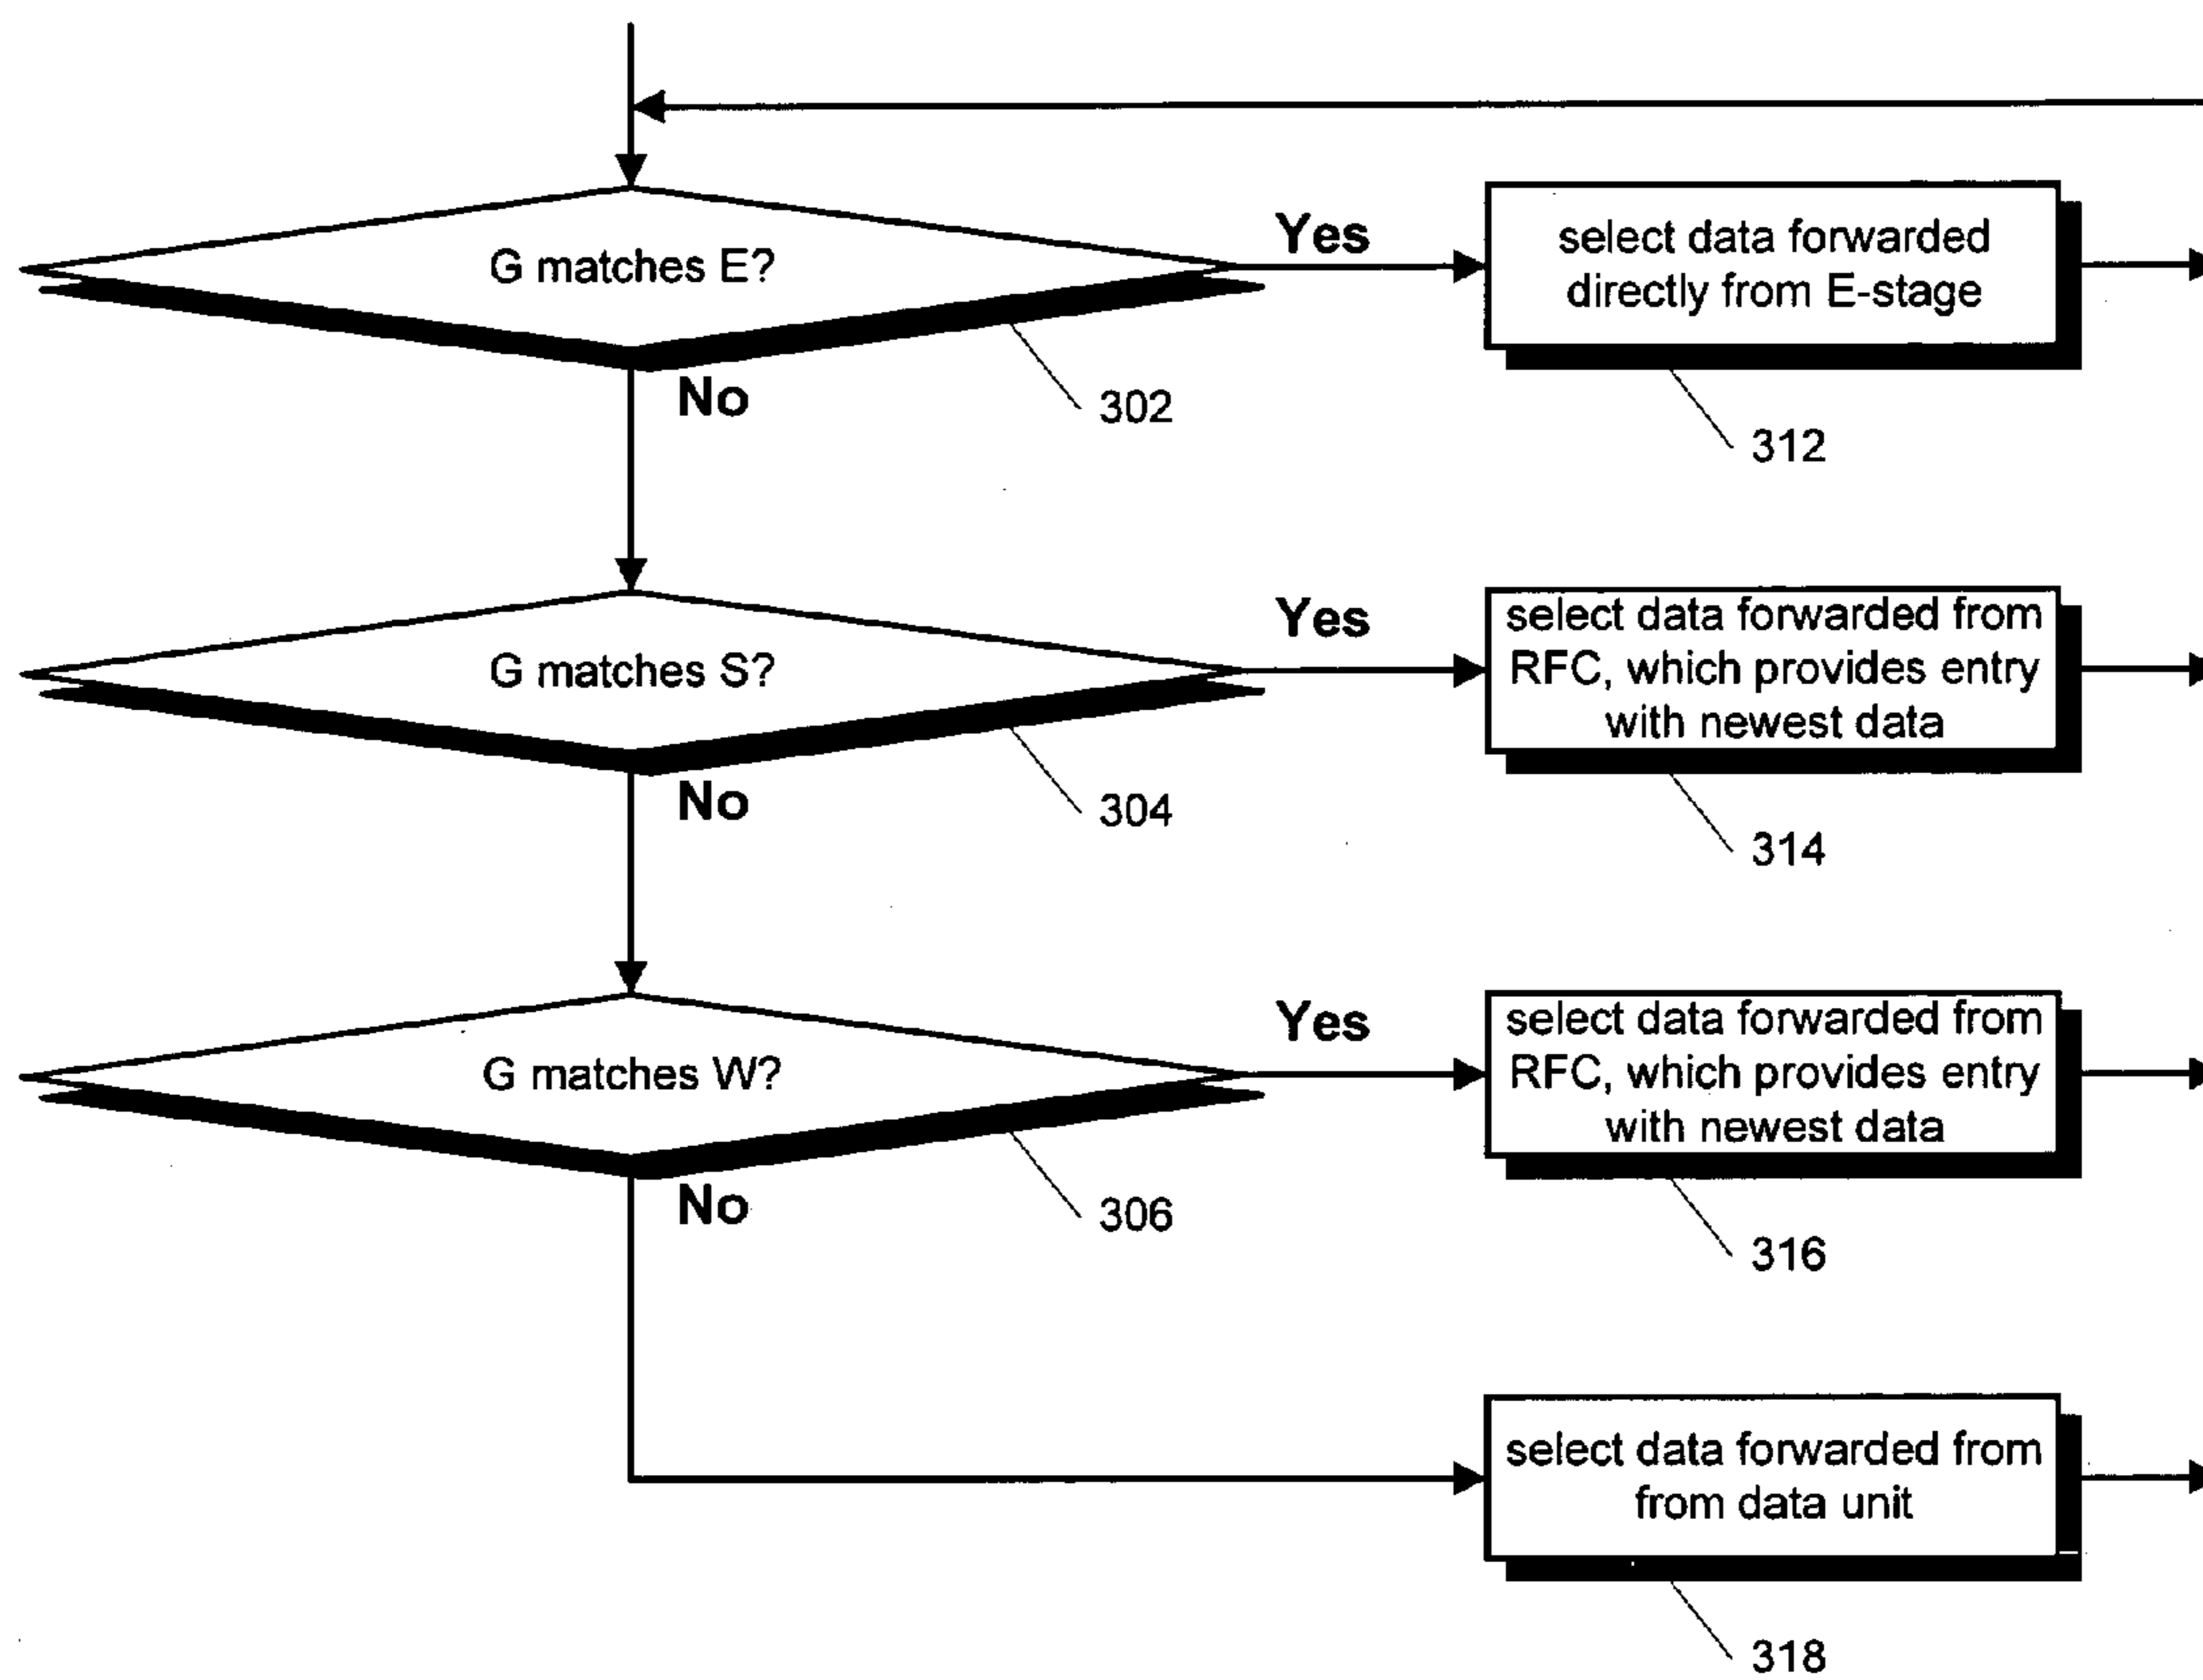 G matches E?
Yes
select data forwarded
directly from E-stage
No
302
312
G matches S?
Yes
select data forwarded from
RFC, which provides entry
with newest data
No
304
314
G matches W?
Yes
select data forwarded from
RFC, which provides entry
with newest data
No
306
316
select data forwarded from
from data unit
318